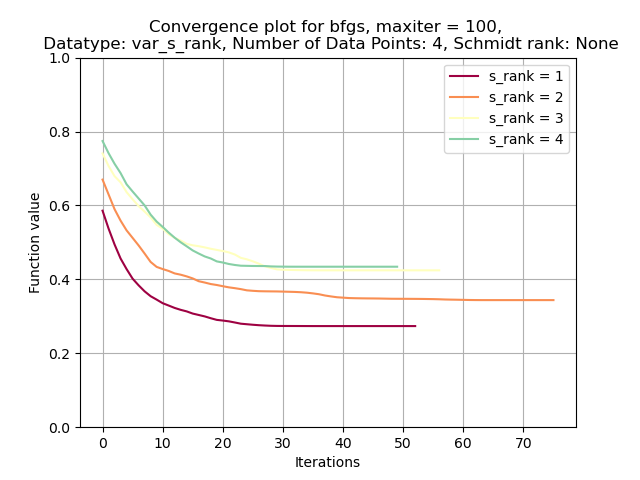 Convergence plot for bfgs, maxiter = 100,
Datatype: var_s_rank, Number of Data Points: 4, Schmidt rank: None
1.0
0.8
0.6
0.4
0.2
0.0
Function value
s_rank = 1
s_rank = 2
s_rank = 3
s_rank = 4
0 10 20 30 40 50 60 70
Iterations